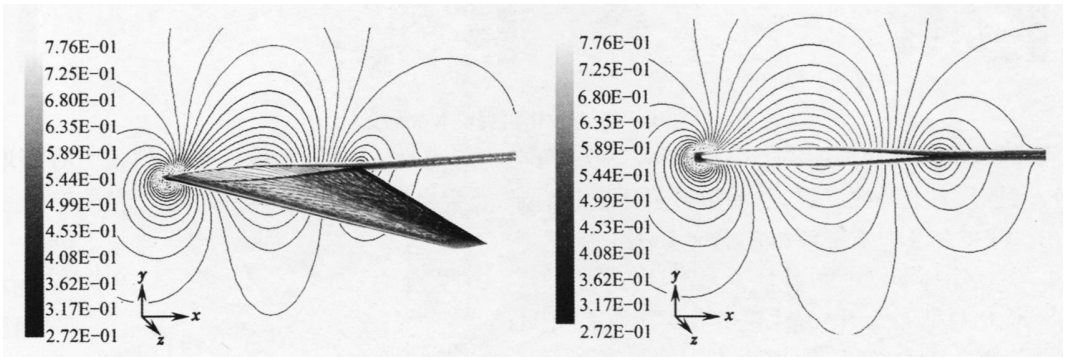 7.76E-01
7.25E-01
6.80E-01
6.35E-01
5.89E-01
5.44E-01
4.99E-01
4.53E-01
4.08E-01
3.62E-01
3.17E-01
2.72E-01
y
x
z
7.76E-01
7.25E-01
6.80E-01
6.35E-01
5.89E-01
5.44E-01
4.99E-01
4.53E-01
4.08E-01
3.62E-01
3.17E-01
2.72E-01
y
x
z